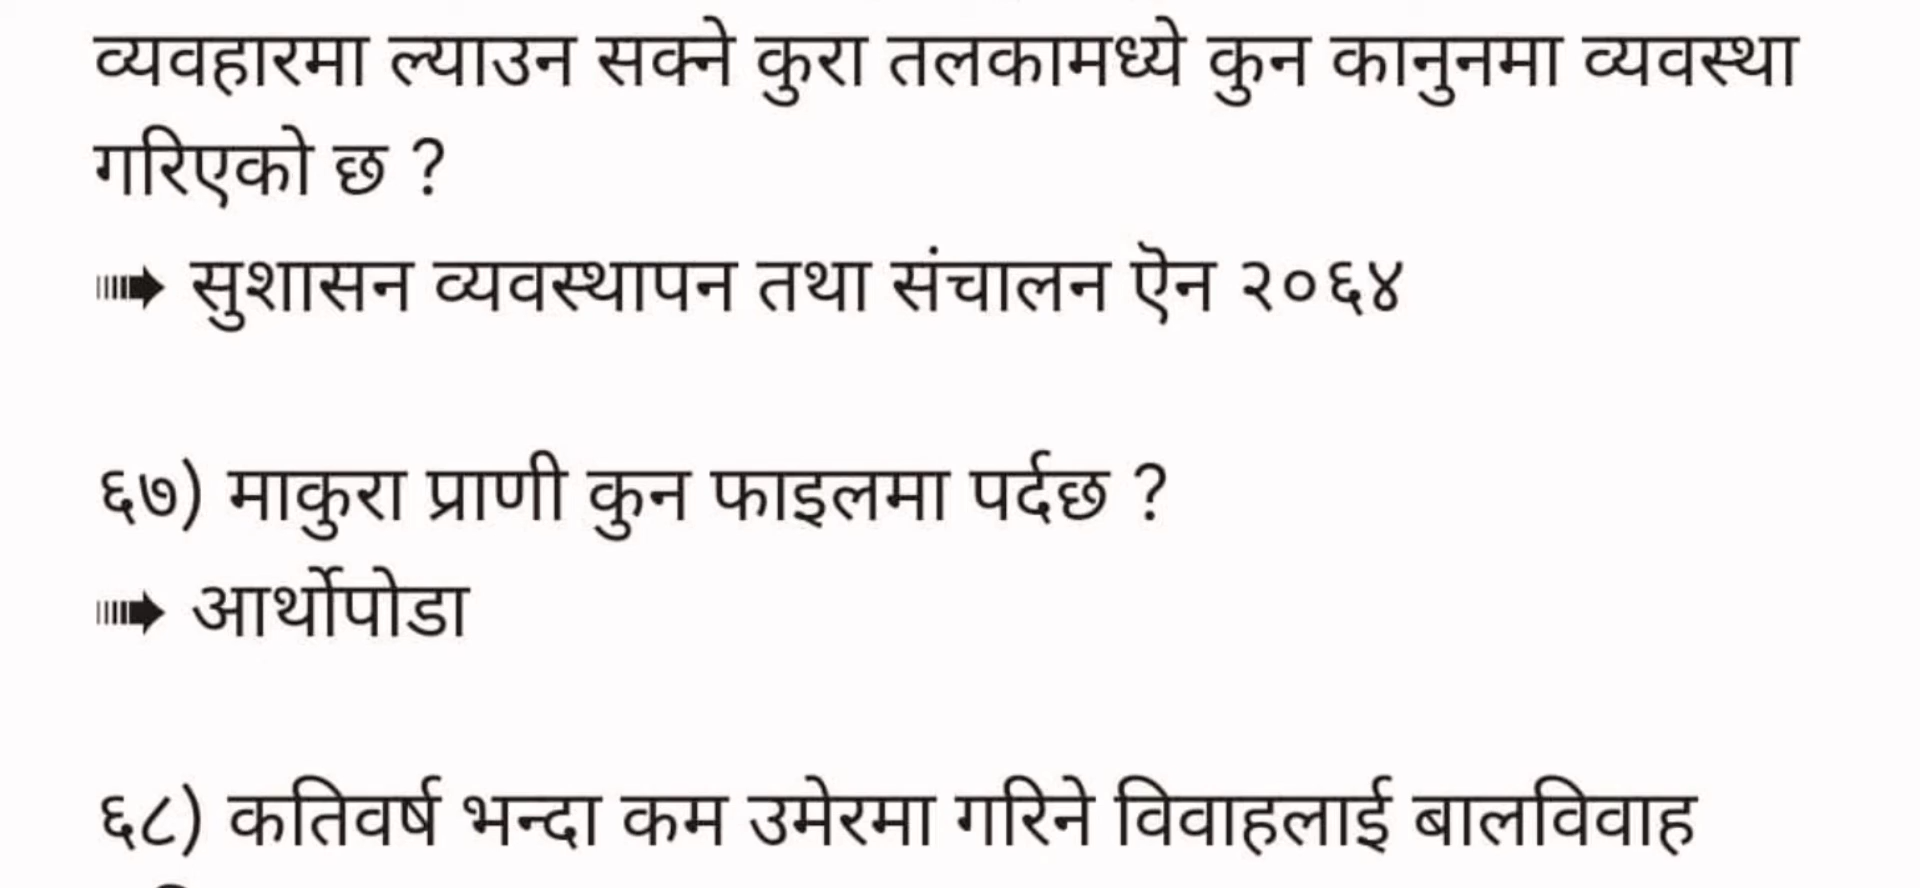 व्यवहारमा ल्याउन सक्ने कुरा तलकामध्ये कुन कानुनमा व्यवस्था
गरिएको छ ?
➠ सुशासन व्यवस्थापन तथा संचालन ऎन २०६४
६७) माकुरा प्राणी कुन फाइलमा पर्दछ ?
➠ आर्थोपोडा
६८) कतिवर्ष भन्दा कम उमेरमा गरिने विवाहलाई बालविवाह